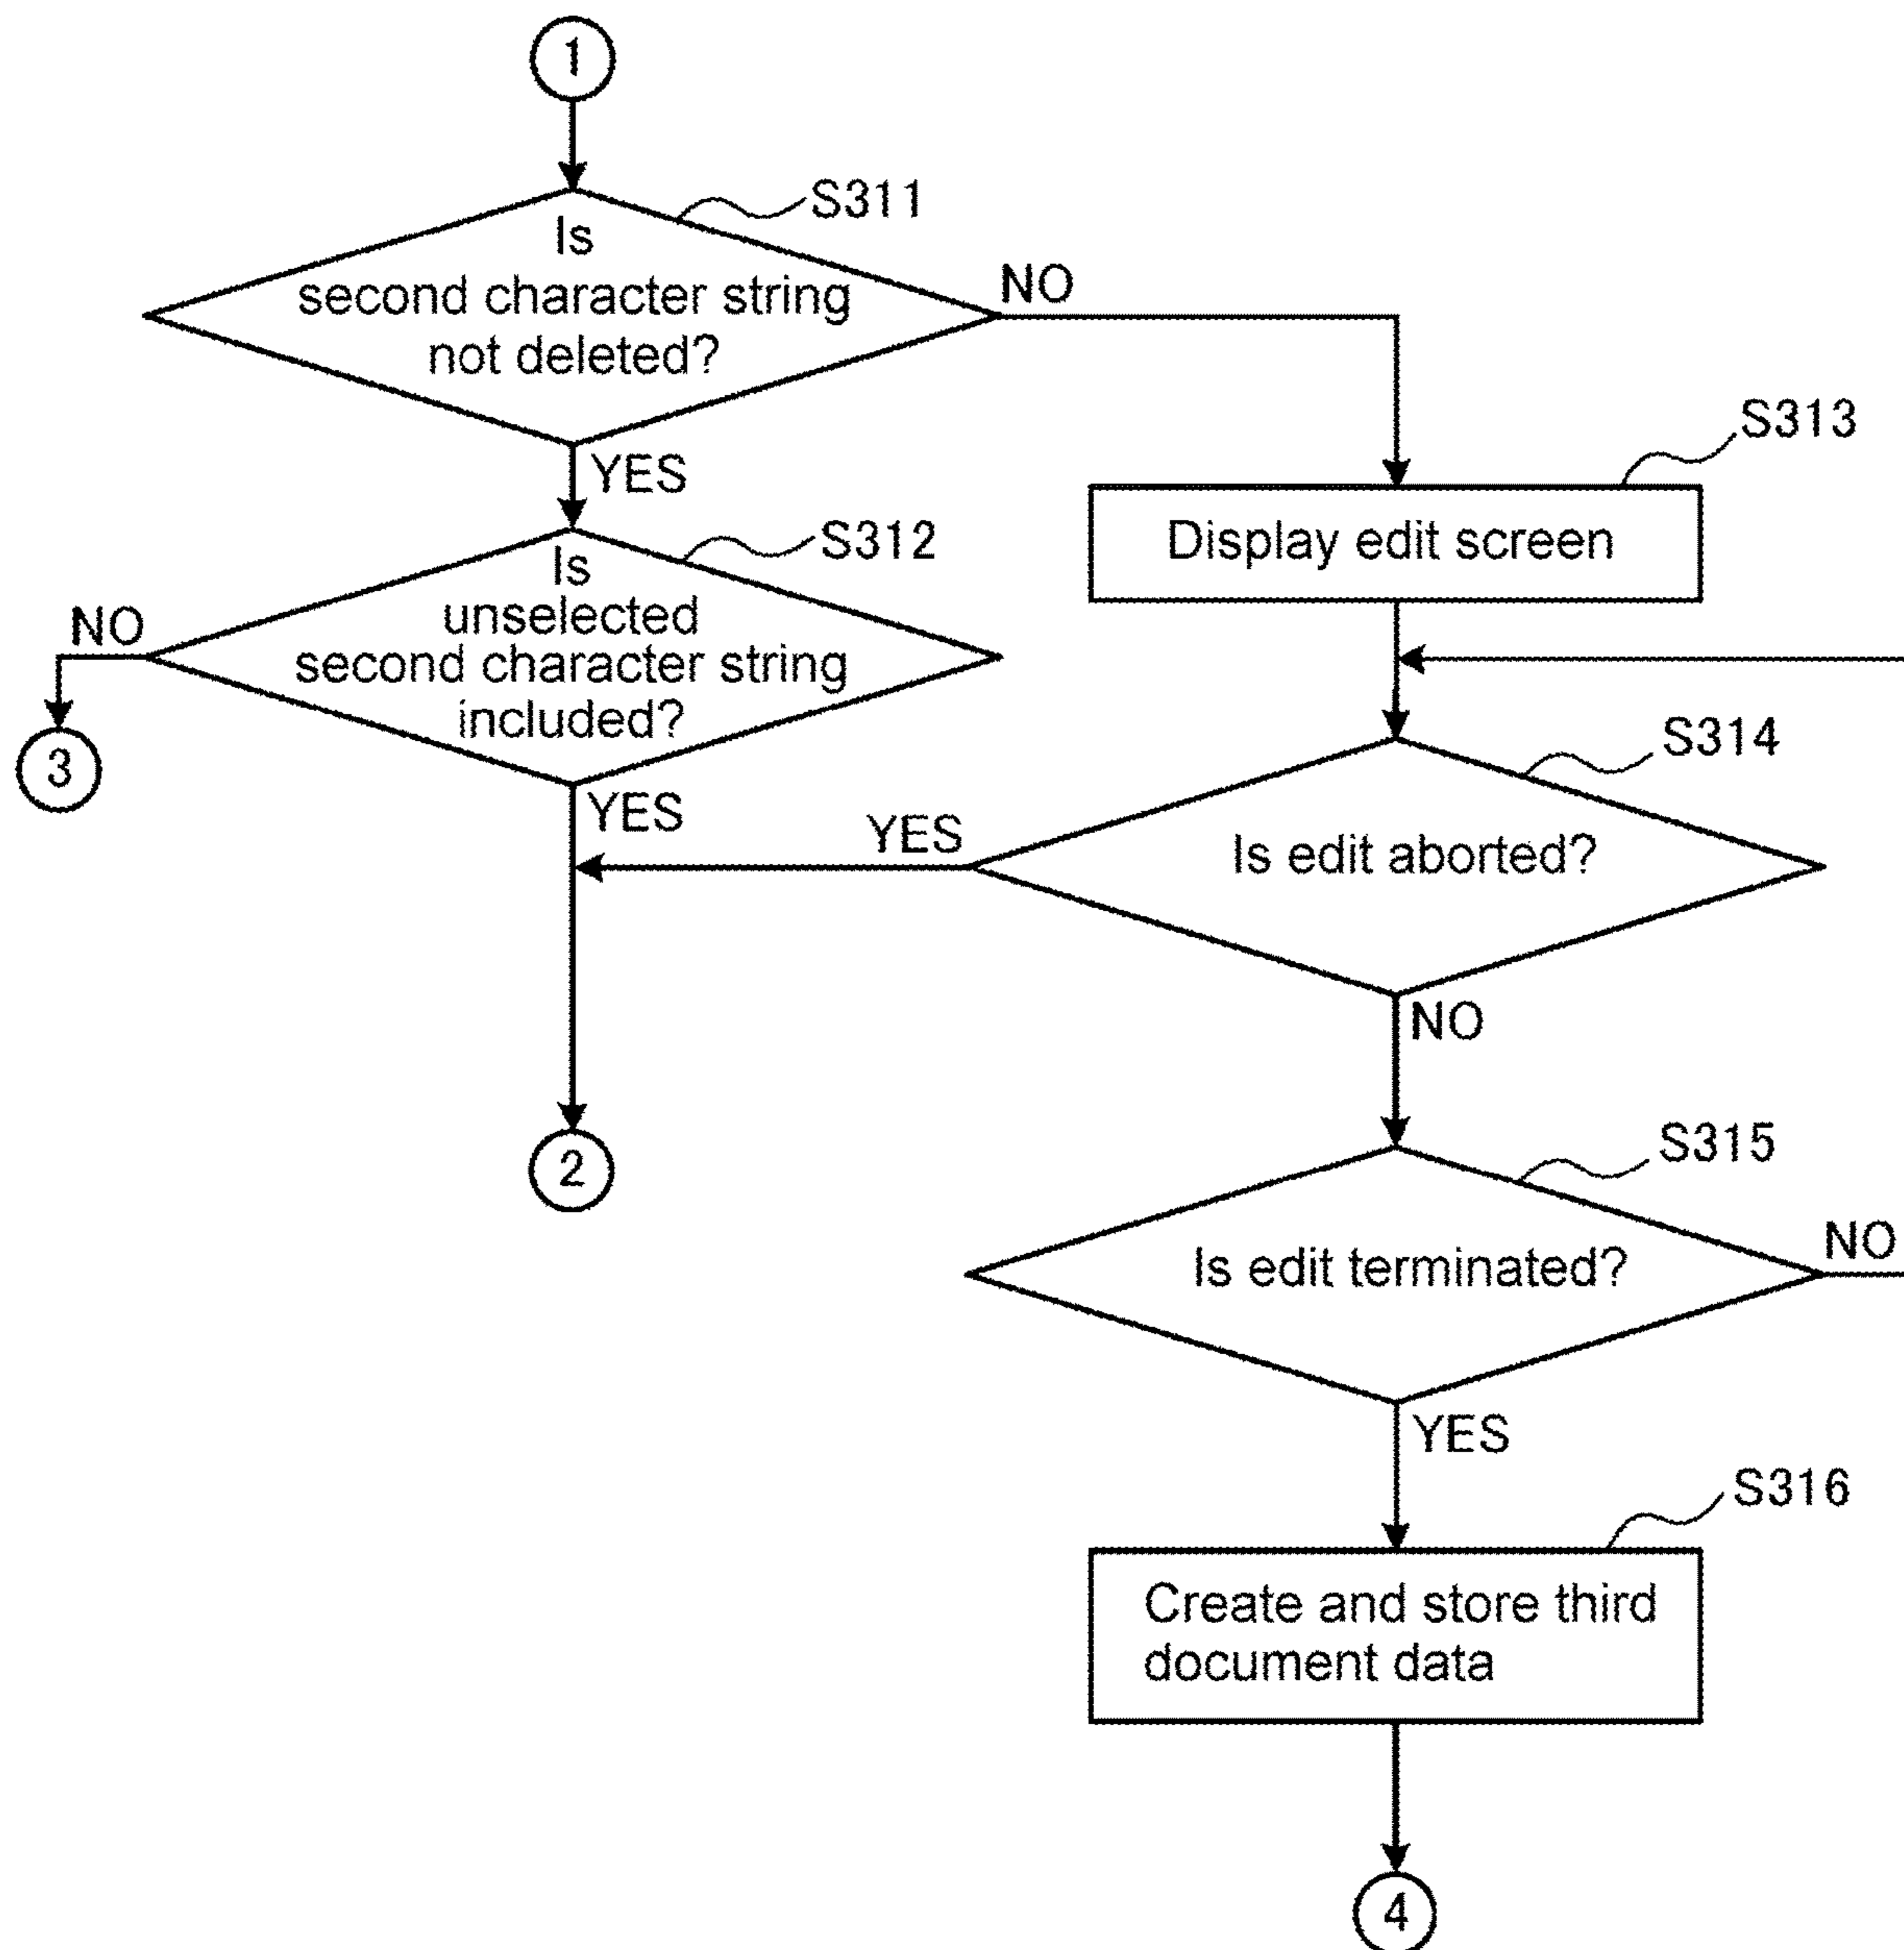 1
S311
Is
second character string
not deleted?
NO
YES
S313
Display edit screen
S312
Is
unselected
second character string
included?
NO
3
YES
S314
Is edit aborted?
YES
NO
2
S315
Is edit terminated?
NO
YES
S316
Create and store third
document data
4